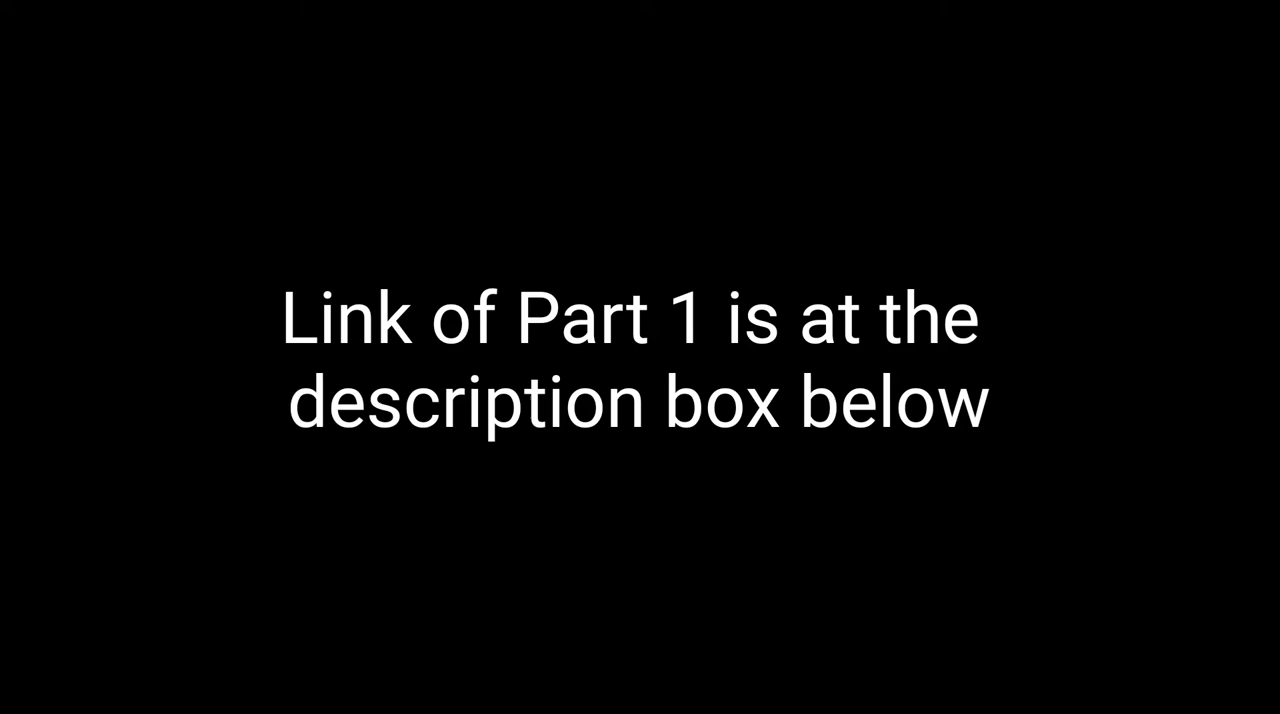 Link of Part 1 is at the
description box below